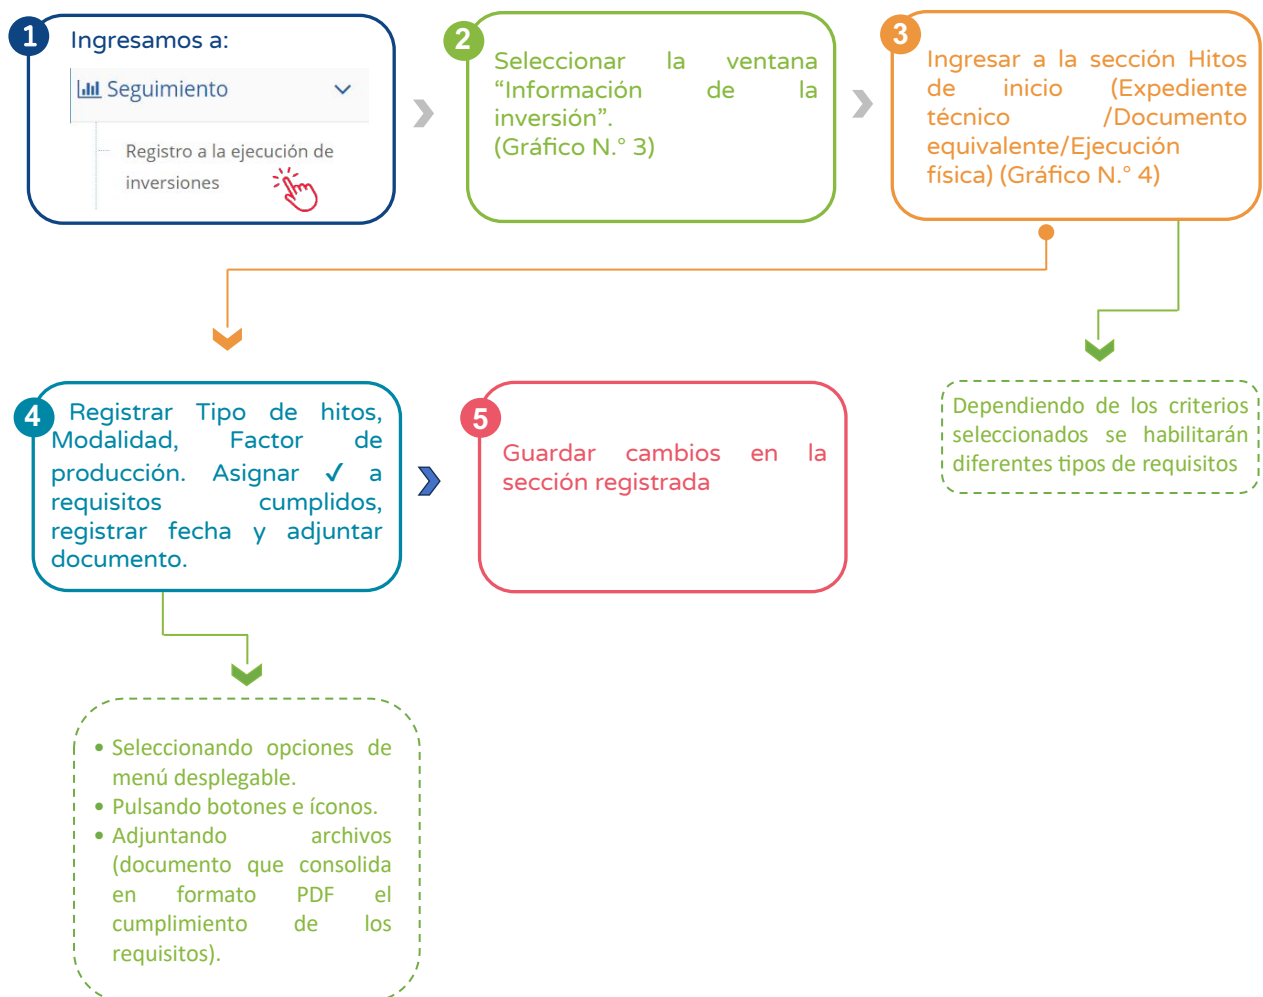 1
Ingresamos a:
Seguimiento
Registro a la ejecución de
inversiones
2
Seleccionar la ventana
“Información de la
inversión”.
(Gráfico N.° 3)
3
Ingresar a la sección Hitos
de inicio (Expediente
técnico /Documento
equivalente/Ejecución
física) (Gráfico N.° 4)
4
Registrar Tipo de hitos,
Modalidad, Factor de
producción. Asignar ✓ a
requisitos cumplidos,
registrar fecha y adjuntar
documento.
5
Guardar cambios en la
sección registrada
Dependiendo de los criterios
seleccionados se habilitarán
diferentes tipos de requisitos
• Seleccionando opciones de
menú desplegable.
• Pulsando botones e íconos.
• Adjuntando archivos
(documento que consolida
en formato PDF el
cumplimiento de los
requisitos).